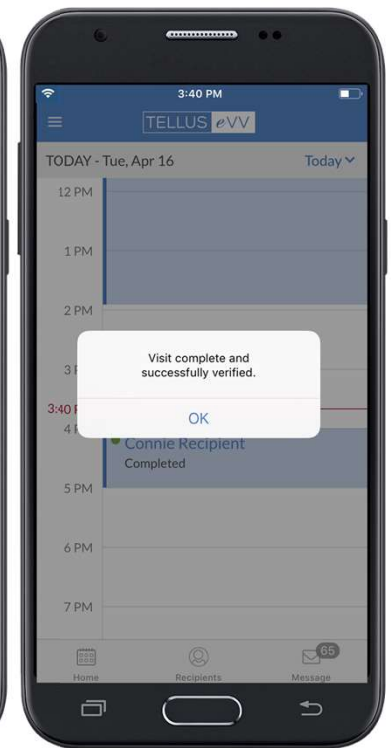 3:40 PM
TELLUS eVV
TODAY - Tue, Apr 16
Today
12 PM
1 PM
2 PM
Visit complete and
successfully verified.
OK
3:40
Connie Recipient
Completed
5 PM
6 PM
7 PM
65
Home
Recipients
Message